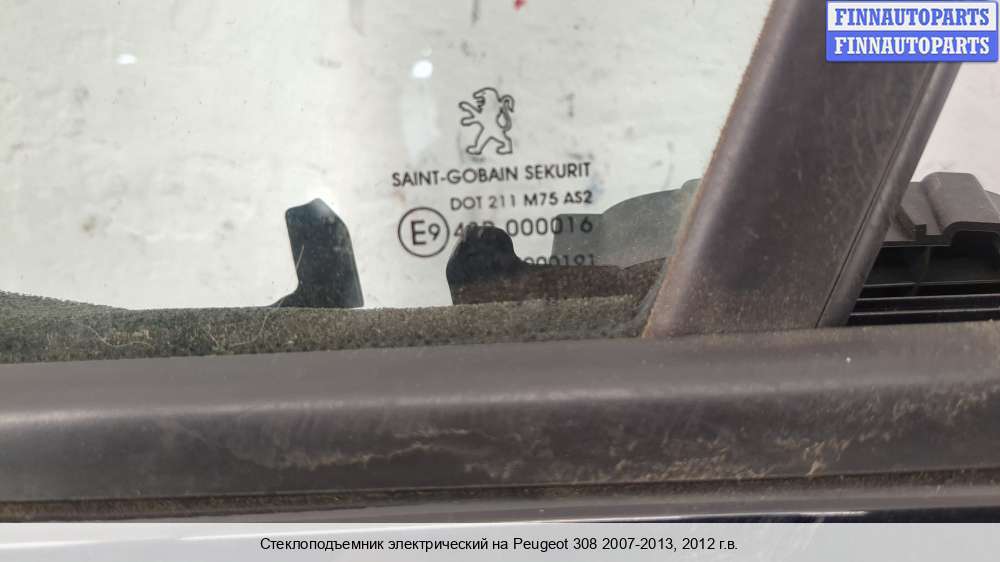 FINNAUTOPARTS
FINNAUTOPARTS
SAINT-GOBAIN SEKURIT
DOT 211 M75 AS2
E9 000016
Стеклоподъемник электрический на Peugeot 308 2007-2013, 2012 г.в.